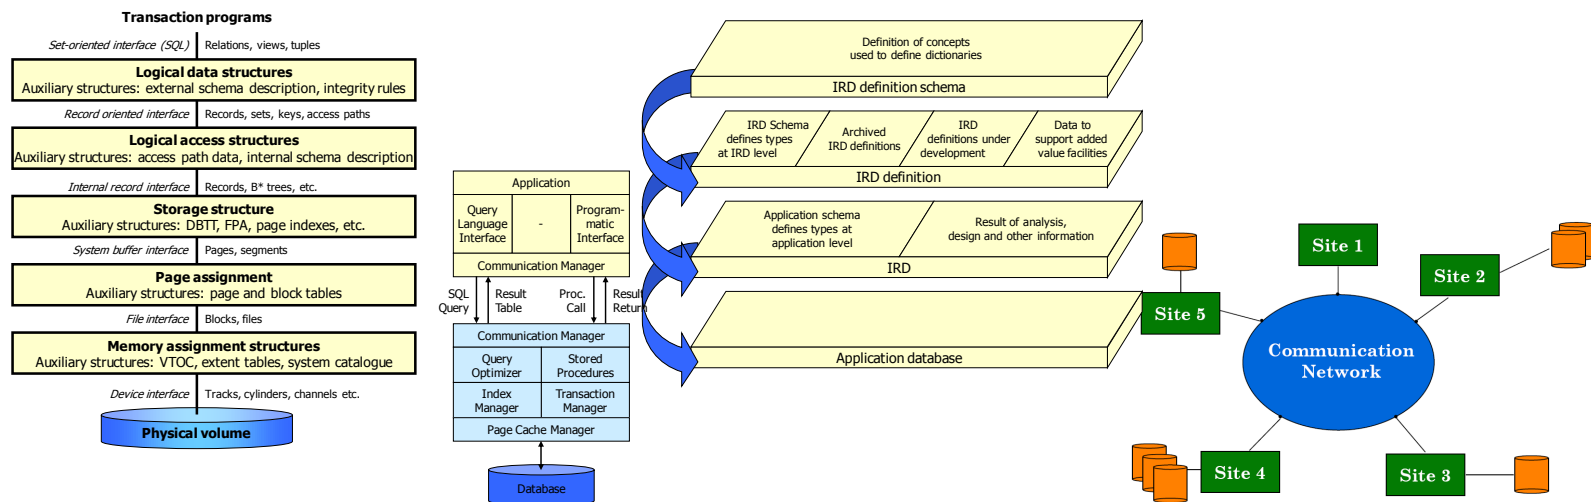 Transaction programs
Set-oriented interface (SQL) Relations, views, tuples
Logical data structures
Auxiliary structures: external schema description, integrity rules
Record oriented interface Records, sets, keys, access paths
Logical access structures
Auxiliary structures: access path data, internal schema description
Internal record interface Records, B* trees, etc.
Storage structure
Auxiliary structures: DBTT, FPA, page indexes, etc.
System buffer interface Pages, segments
Page assignment
Auxiliary structures: page and block tables
File interface Blocks, files
Memory assignment structures
Auxiliary structures: VTOC, extent tables, system catalogue
Device interface Tracks, cylinders, channels etc.
Physical volume
Application
Query
Language
Interface
-
Program-
matic
Interface
Communication Manager
SQL
Query
Result
Table
Proc.
Call
Result
Return
Communication Manager
Query
Optimizer
Stored
Procedures
Index
Manager
Transaction
Manager
Page Cache Manager
Database
Definition of concepts
used to define dictionaries
IRD definition schema
IRD Schema
defines types
at IRD level
Archived
IRD definitions
IRD
definitions under
development
Data to
support added
value facilities
IRD definition
Application schema
defines types at
application level
Result of analysis,
design and other information
IRD
Application database
Site 1
Site 2
Site 5
Communication
Network
Site 4
Site 3